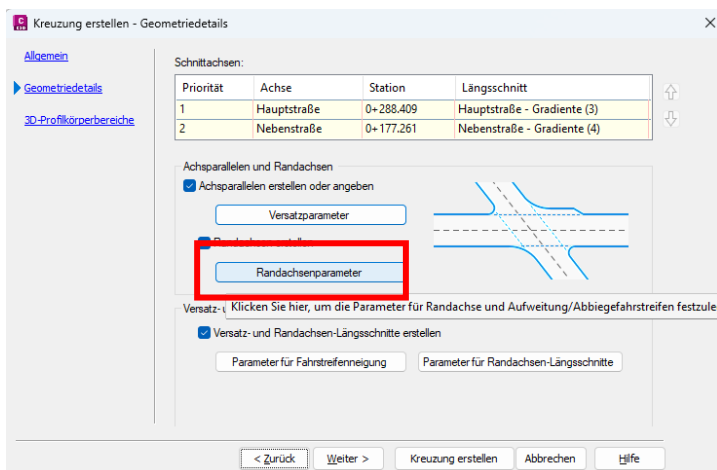 Kreuzung erstellen - Geometriedetails
Allgemein
Geometriedetails
3D-Profilkörperbereiche
Schnittachsen:
Priorität Achse Station Längsschnitt
1 Hauptstraße 0+288.409 Hauptstraße - Gradiente (3)
2 Nebenstraße 0+177.261 Nebenstraße - Gradiente (4)
Achsparallelen und Randachsen
Achsparallelen erstellen oder angeben
Versatzparameter
Randachsen erstellen
Randachsenparameter
Versatz-
Klicken Sie hier, um die Parameter für Randachse und Aufweitung/Abbiegefahrstreifen festzule
Versatz- und Randachsen-Längsschnitte erstellen
Parameter für Fahrstreifenneigung Parameter für Randachsen-Längsschnitte
< Zurück Weiter > Kreuzung erstellen Abbrechen Hilfe